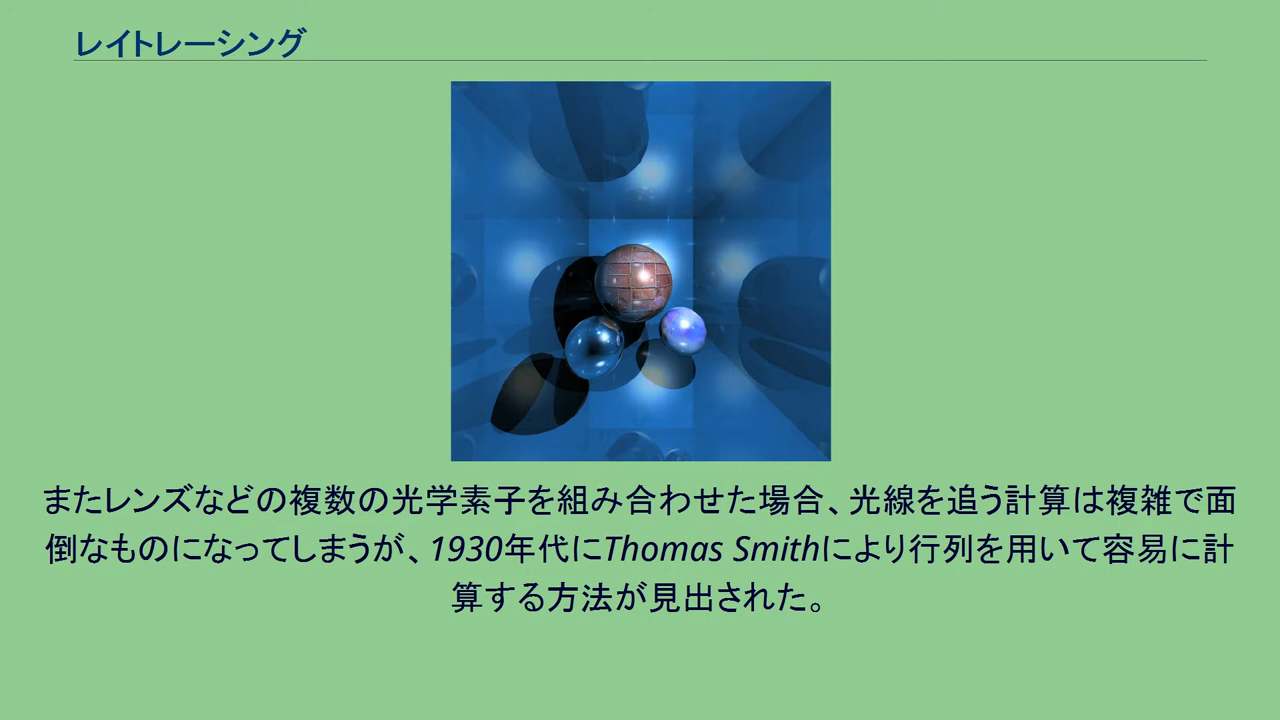 レイトレーシング
またレンズなどの複数の光学素子を組み合わせた場合、光線を追う計算は複雑で面
倒なものになってしまうが、1930年代にThomas Smithにより行列を用いて容易に計
算する方法が見出された。